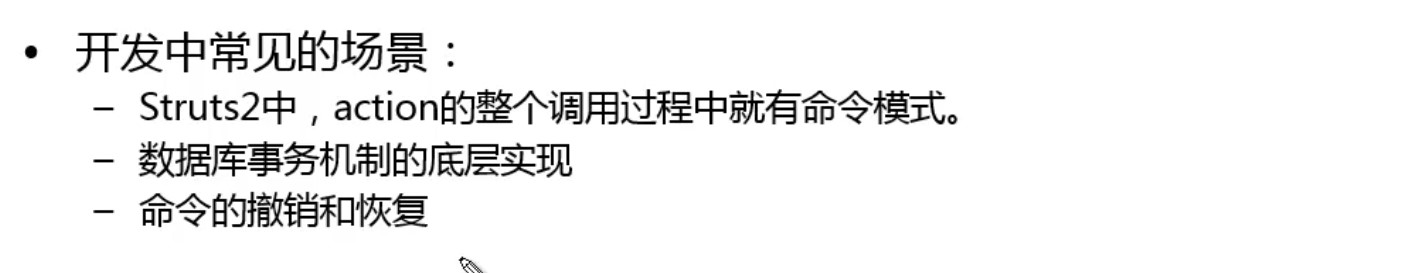 • 开发中常见的场景：
– Struts2中，action的整个调用过程中就有命令模式。
– 数据库事务机制的底层实现
– 命令的撤销和恢复